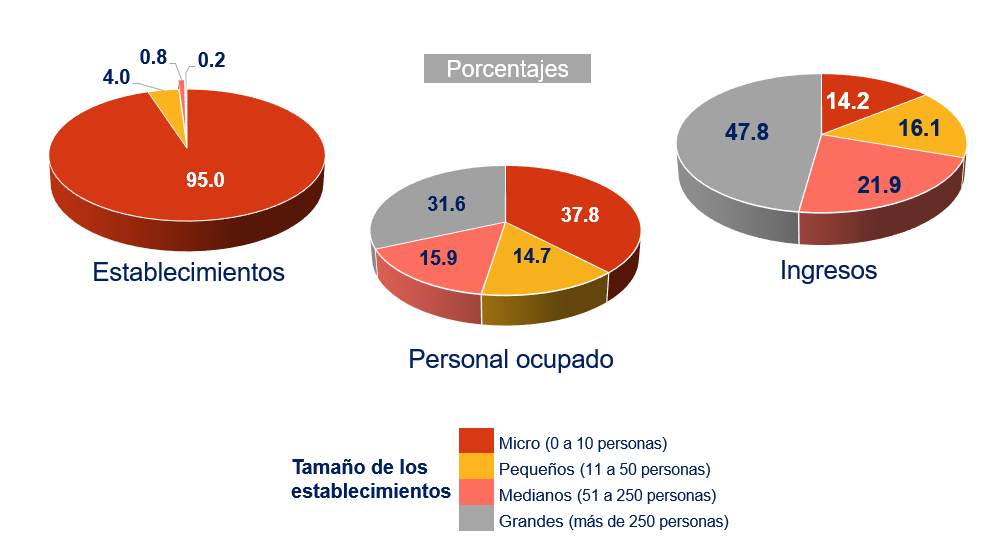 Porcentajes
4.0
0.8
0.2
95.0
Establecimientos
31.6
37.8
15.9
14.7
Personal ocupado
47.8
14.2
16.1
21.9
Ingresos
Tamaño de los
establecimientos
Micro (0 a 10 personas)
Pequeños (11 a 50 personas)
Medianos (51 a 250 personas)
Grandes (más de 250 personas)